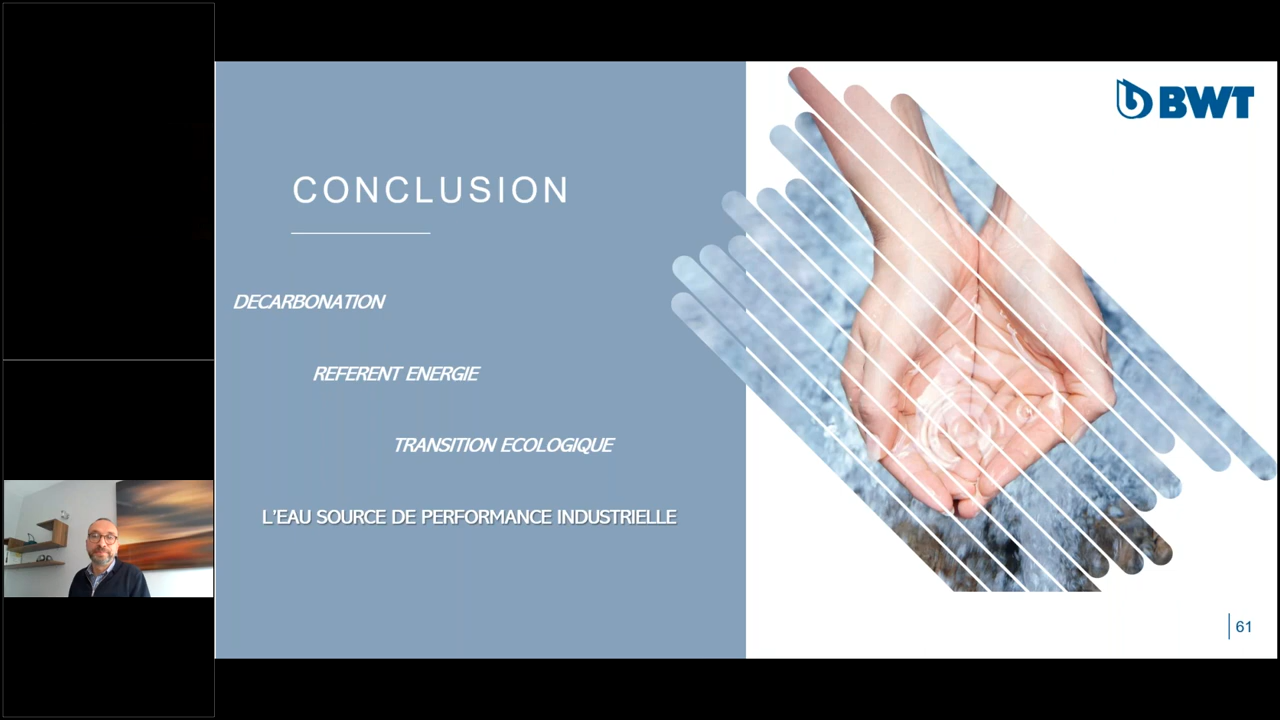 BWT
CONCLUSION
DECARBONATION
REFERENT ENERGIE
TRANSITION ECOLOGIQUE
L'EAU SOURCE DE PERFORMANCE INDUSTRIELLE
61